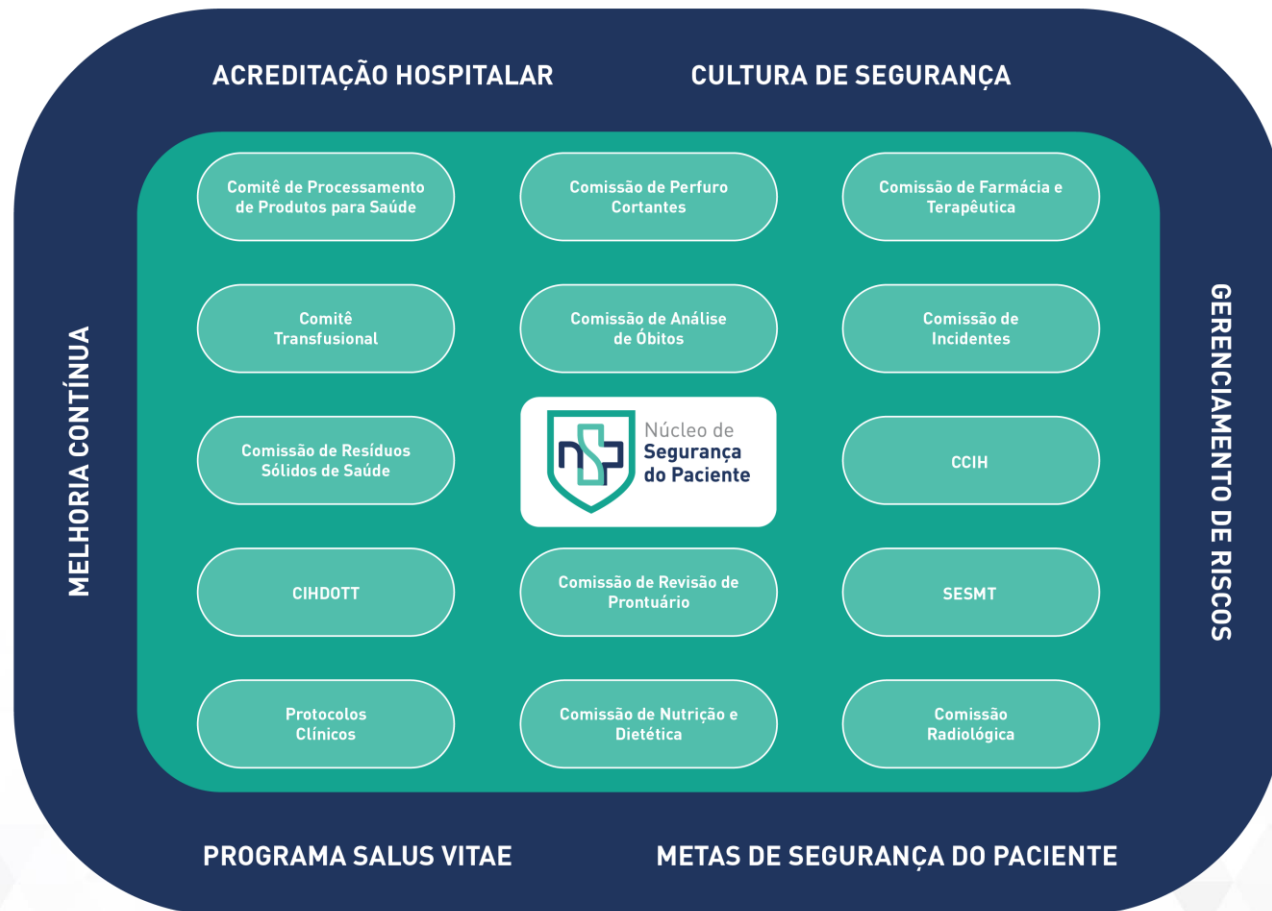 ACREDITAÇÃO HOSPITALAR
CULTURA DE SEGURANÇA
MELHORIA CONTÍNUA
GERENCIAMENTO DE RISCOS
Comitê de Processamento
de Produtos para Saúde
Comissão de Perfuro
Cortantes
Comissão de Farmácia e
Terapêutica
Comitê
Transfusional
Comissão de Análise
de Óbitos
Comissão de
Incidentes
Comissão de Resíduos
Sólidos de Saúde
nsp
Núcleo de
Segurança
do Paciente
CCIH
CIHDOTT
Comissão de Revisão de
Prontuário
SESMT
Protocolos
Clínicos
Comissão de Nutrição e
Dietética
Comissão
Radiológica
PROGRAMA SALUS VITAE
METAS DE SEGURANÇA DO PACIENTE